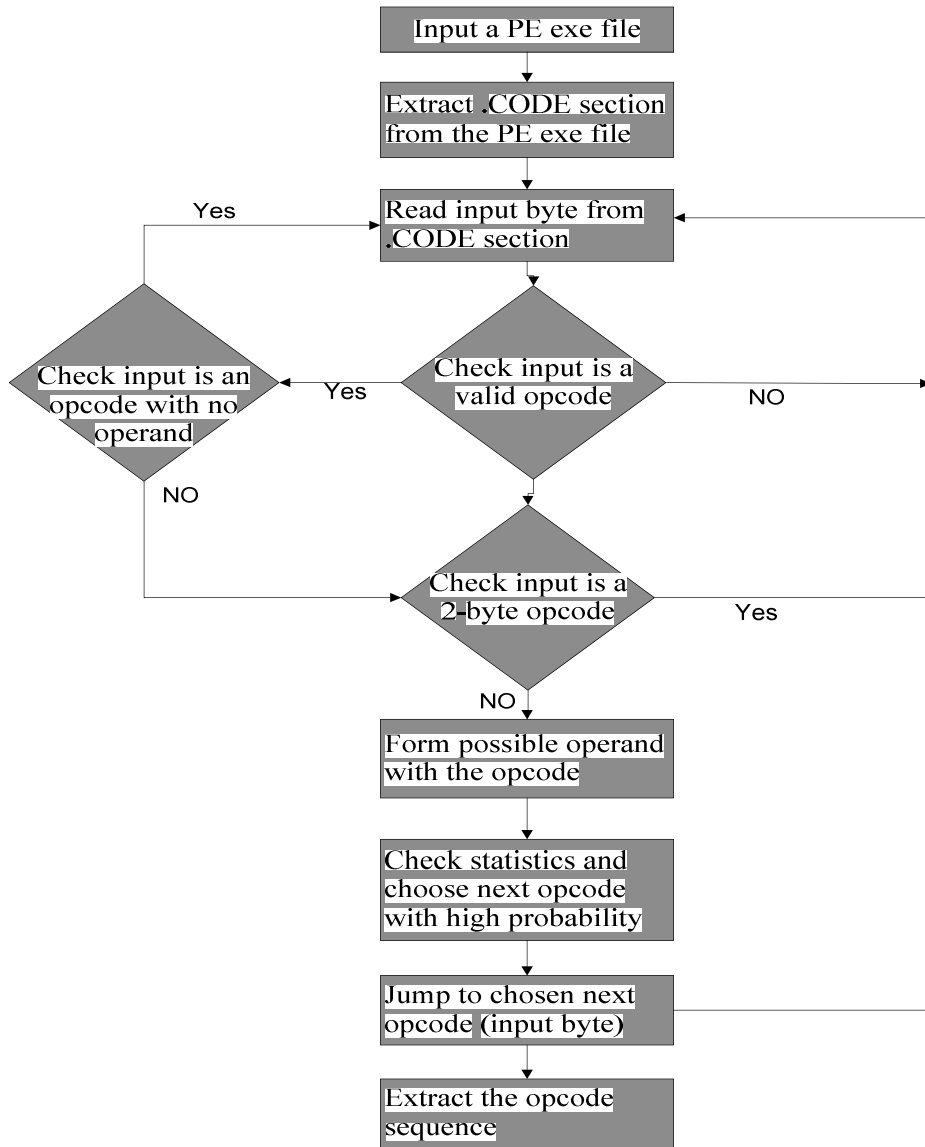 Input a PE exe file
Extract .CODE section
from the PE exe file
Yes
Read input byte from
.CODE section
Check input is an
opcode with no
operand
Yes
Check input is a
valid opcode
NO
NO
Check input is a
2-byte opcode
Yes
NO
Form possible operand
with the opcode
Check statistics and
choose next opcode
with high probability
Jump to chosen next
opcode (input byte)
Extract the opcode
sequence